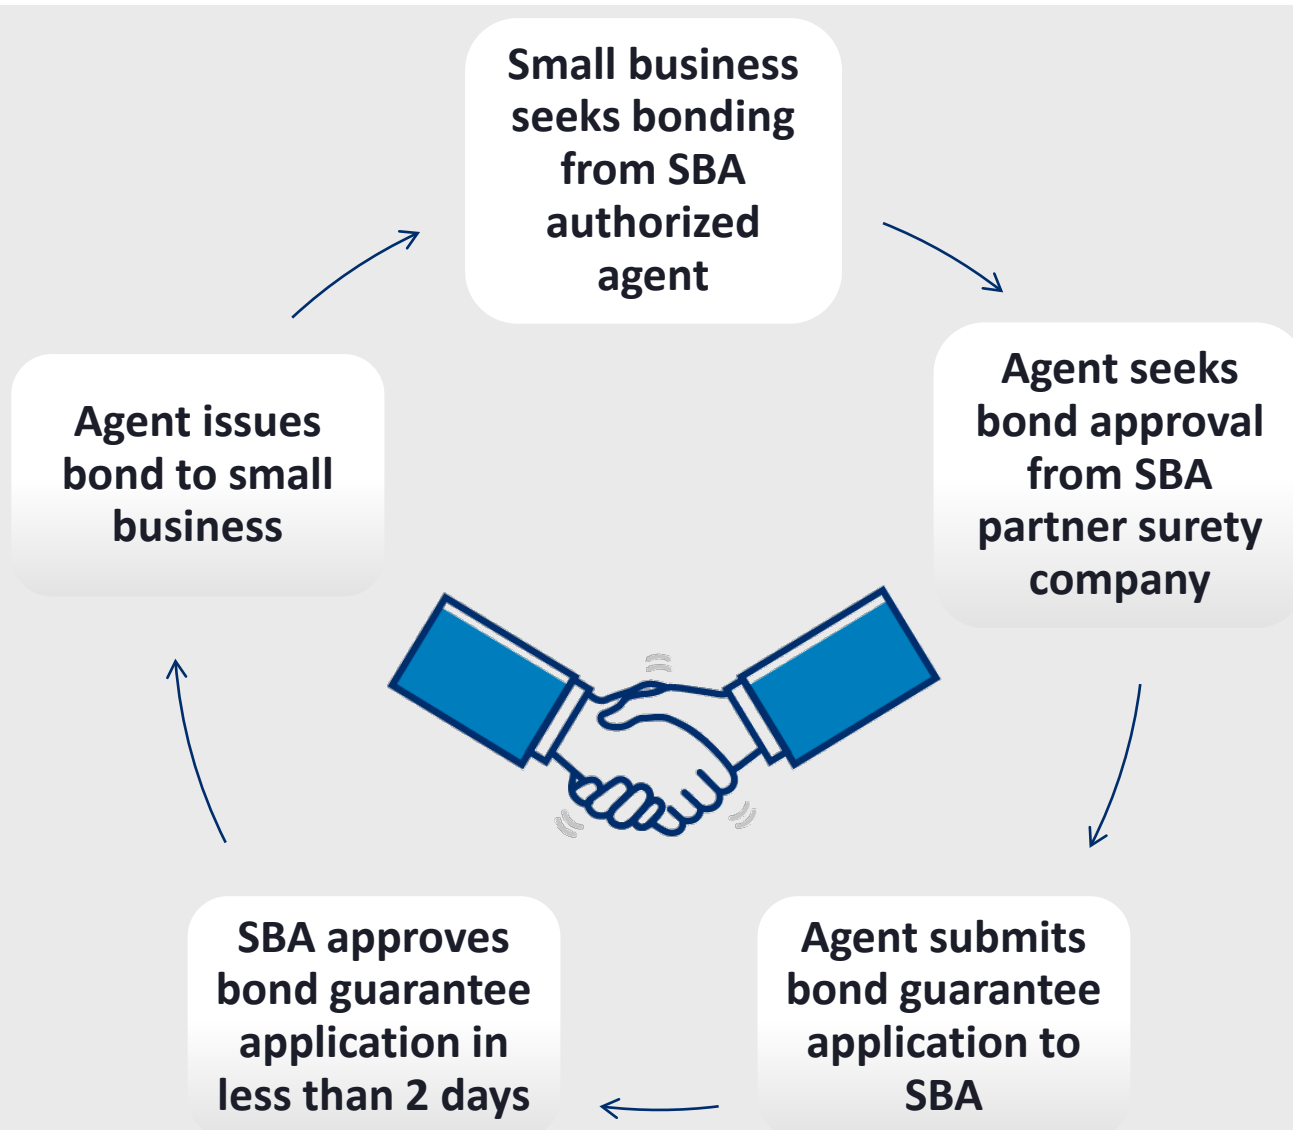 Small business
seeks bonding
from SBA
authorized
agent
Agent seeks
bond approval
from SBA
partner surety
company
Agent submits
bond guarantee
application to
SBA
SBA approves
bond guarantee
application in
less than 2 days
Agent issues
bond to small
business